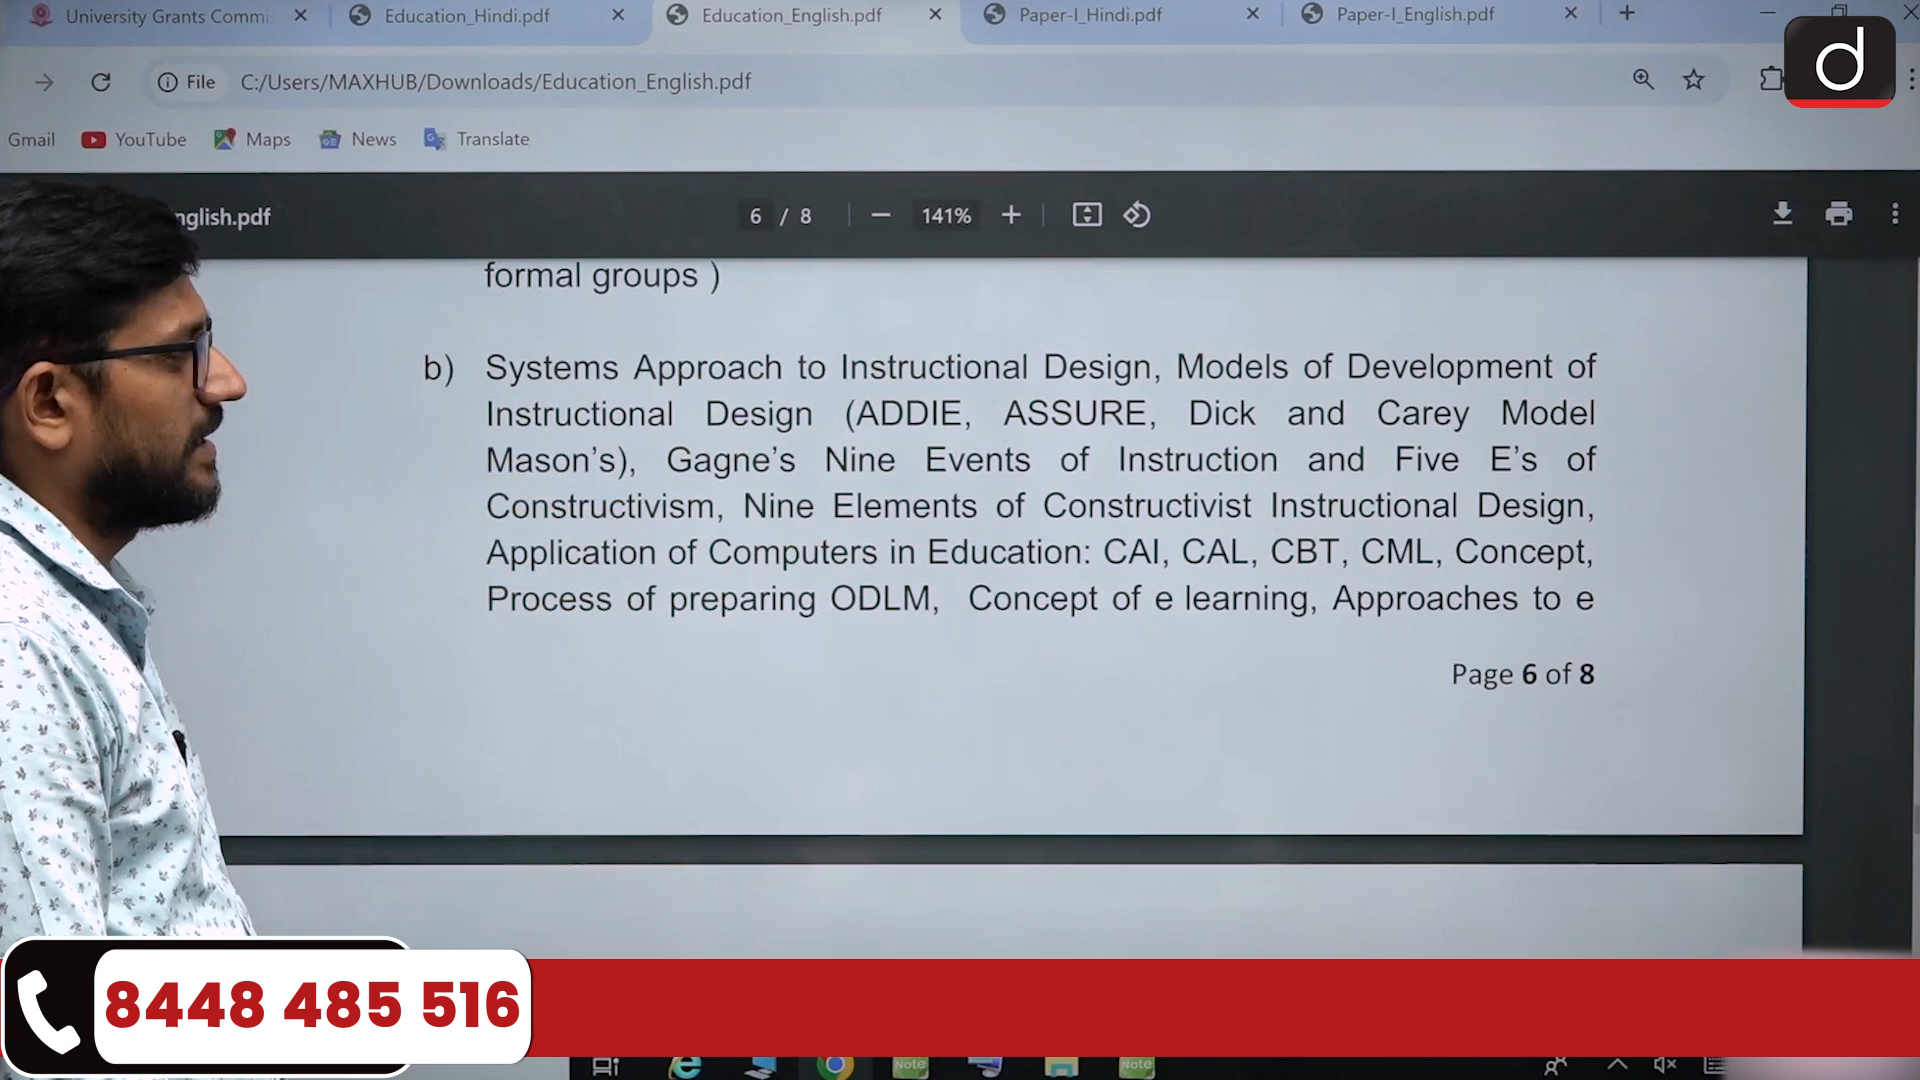 University Grants Commi
Education_Hindi.pdf
Education_English.pdf
Paper-I_Hindi.pdf
Paper-I_English.pdf
File
C:/Users/MAXHUB/Downloads/Education_English.pdf
d
Gmail
YouTube
Maps
News
Translate
nglish.pdf
6 / 8
141%
formal groups )
b) Systems Approach to Instructional Design, Models of Development of
Instructional Design (ADDIE, ASSURE, Dick and Carey Model
Mason's), Gagne's Nine Events of Instruction and Five E's of
Constructivism, Nine Elements of Constructivist Instructional Design,
Application of Computers in Education: CAI, CAL, CBT, CML, Concept,
Process of preparing ODLM, Concept of e learning, Approaches to e
Page 6 of 8
8448 485 516
Note
Note